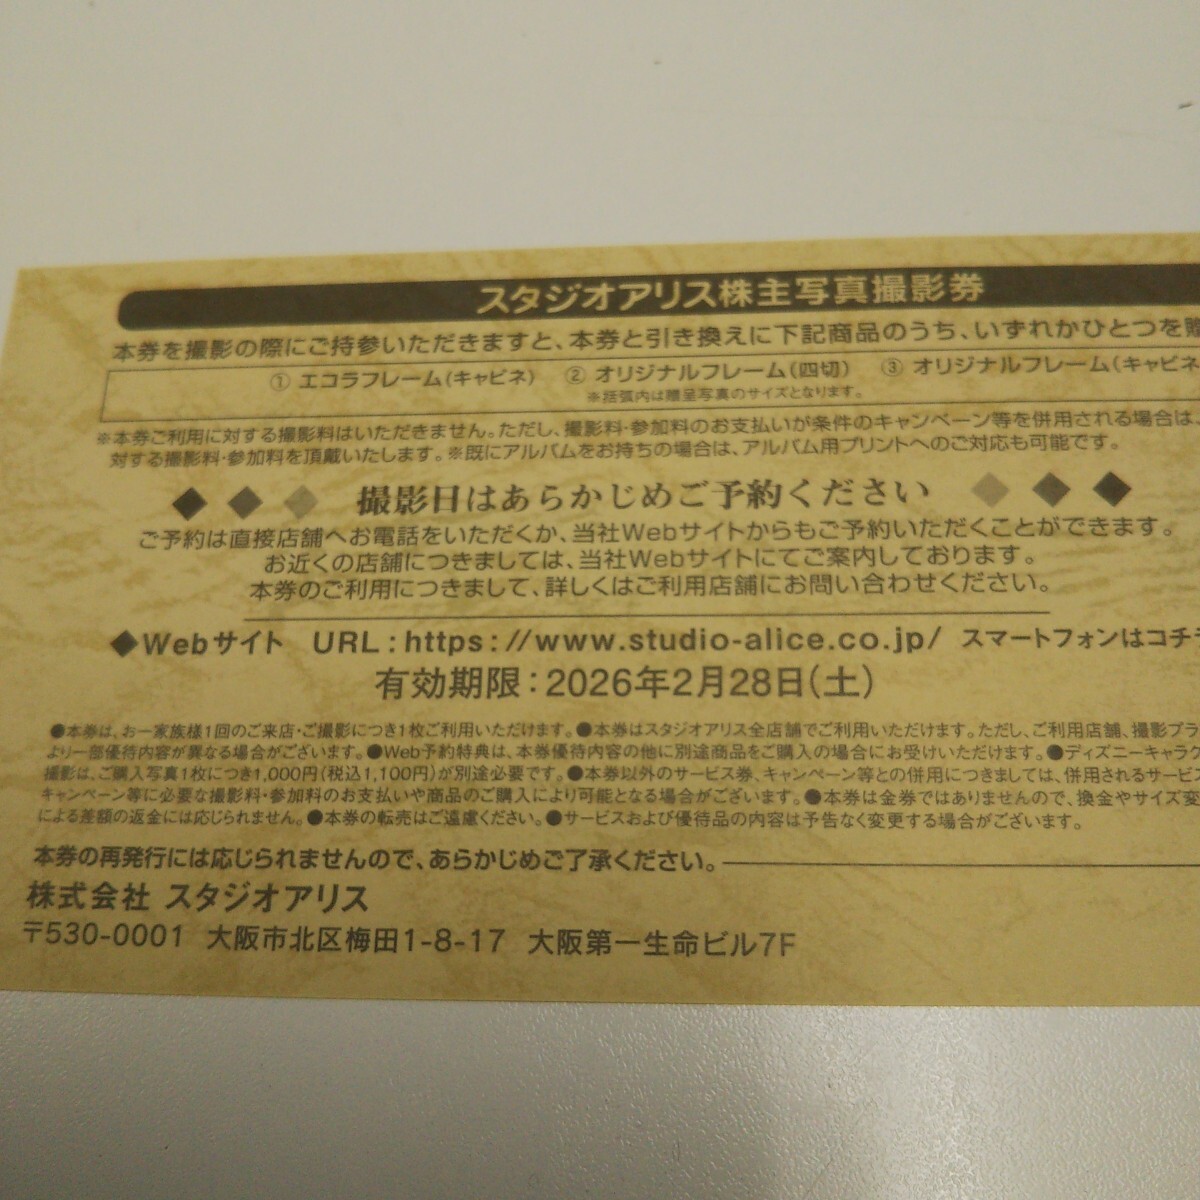 スタジオアリス株主写真撮影券
本券を撮影の際にご持参いただきますと、本券と引き換えに下記商品のうち、いずれかひとつを贈
① エコラフレーム(キャビネ) ② オリジナルフレーム(四切) ③ オリジナルフレーム(キャビネ
※括弧内は贈呈写真のサイズとなります。
※本券ご利用に対する撮影料はいただきません。ただし、撮影料・参加料のお支払いが条件のキャンペーン等を併用される場合は、
対する撮影料・参加料を頂戴いたします。※既にアルバムをお持ちの場合は、アルバム用プリントへのご対応も可能です。
◆◆◆ 撮影日はあらかじめご予約ください ◆◆◆
ご予約は直接店舗へお電話をいただくか、当社Webサイトからもご予約いただくことができます。
お近くの店舗につきましては、当社Webサイトにてご案内しております。
本券のご利用につきまして、詳しくはご利用店舗にお問い合わせください。
◆Webサイト URL:https://www.studio-alice.co.jp/ スマートフォンはコチ
有効期限:2026年2月28日(土)
●本券は、お一家族様1回のご来店・ご撮影につき1枚ご利用いただけます。●本券はスタジオアリス全店舗でご利用いただけます。ただし、ご利用店舗、撮影プラ
より一部優待内容が異なる場合がございます。●Web予約特典は、本券優待内容の他に別途商品をご購入の場合にお受けいただけます。●ディズニーキャラク
撮影は、ご購入写真1枚につき1,000円(税込1,100円)が別途必要です。●本券以外のサービス券、キャンペーン等との併用につきましては、併用されるサービス
キャンペーン等に必要な撮影料・参加料のお支払いや商品のご購入により可能となる場合がございます。●本券は金券ではありませんので、換金やサイズ変
による差額の返金には応じられません。●本券の転売はご遠慮ください。●サービスおよび優待品の内容は予告なく変更する場合がございます。
本券の再発行には応じられませんので、あらかじめご了承ください。
株式会社 スタジオアリス
〒530-0001 大阪市北区梅田1-8-17 大阪第一生命ビル7F